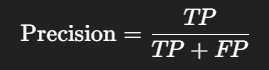 Precision = TP / (TP + FP)